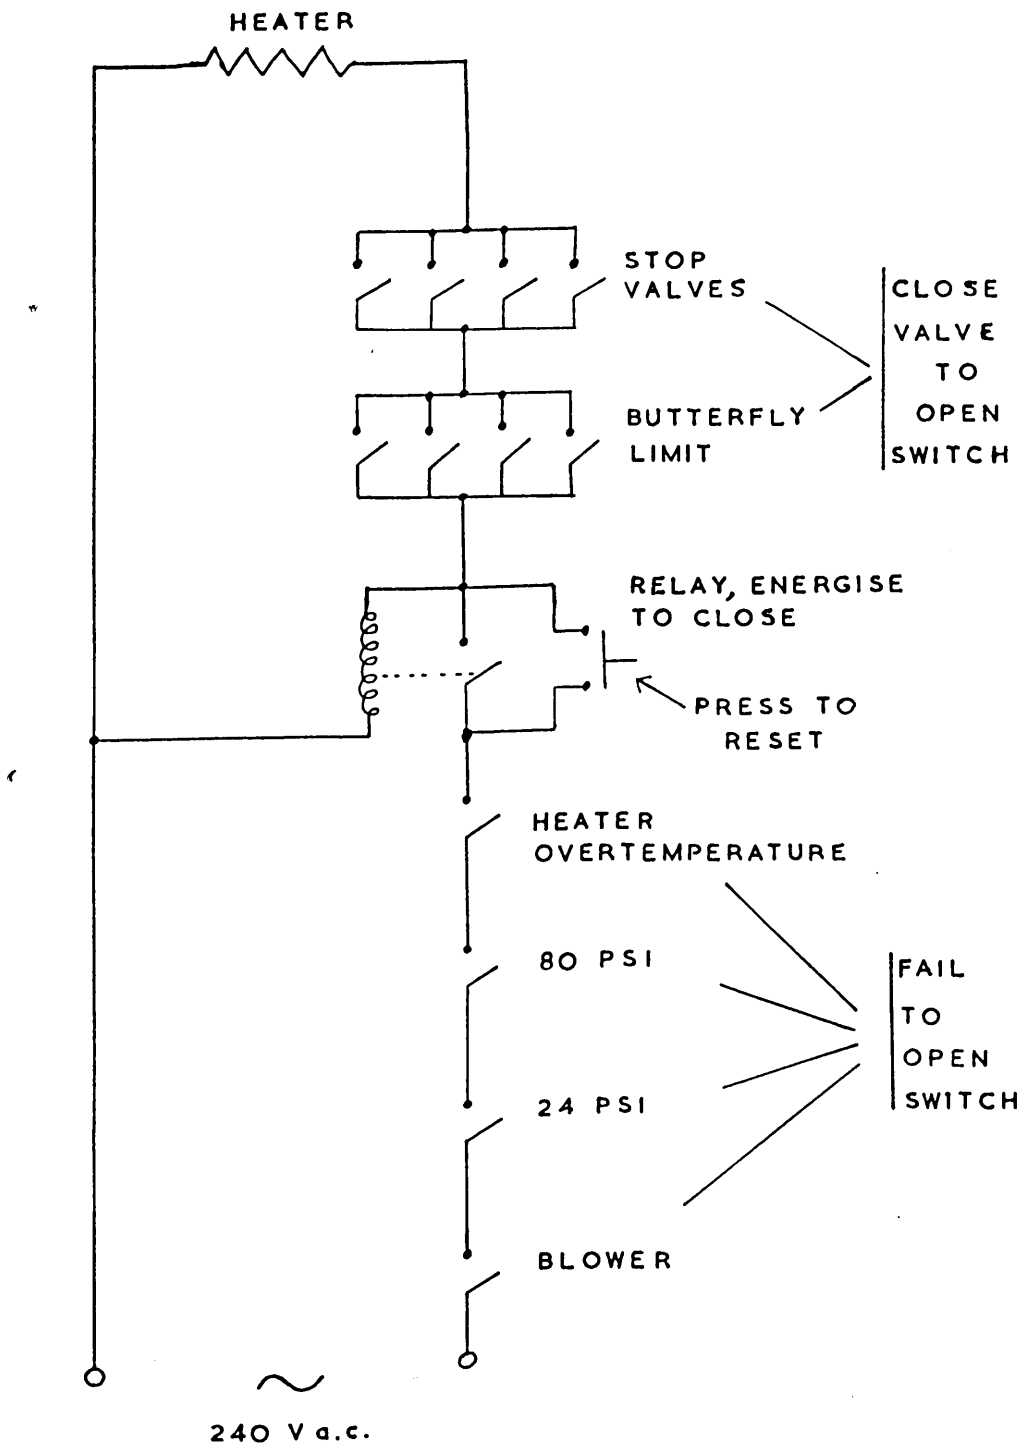 HEATER
STOP
VALVES
CLOSE
VALVE
TO
OPEN
SWITCH
BUTTERFLY
LIMIT
RELAY, ENERGISE
TO CLOSE
PRESS TO
RESET
HEATER
OVERTEMPERATURE
80 PSI
FAIL
TO
OPEN
SWITCH
24 PSI
BLOWER
240 V a.c.